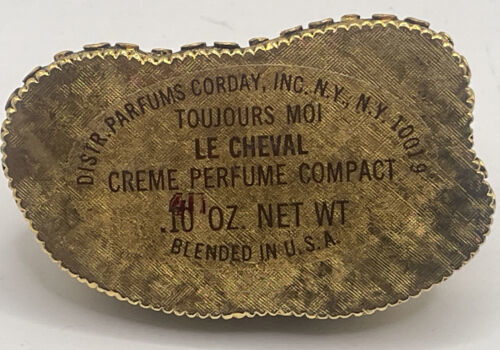 DISTR. PARFUMS CORDAY, INC. N.Y., N.Y. 10019
TOUJOURS MOI
LE CHEVAL
CREME PERFUME COMPACT
.10 OZ. NET WT
BLENDED IN U.S.A.